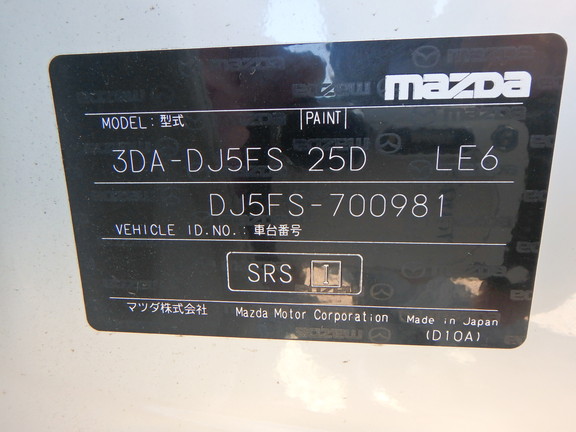 mazda
MODEL: 型式 |PAINT|
3DA-DJ5FS 25D LE6
DJ5FS-700981
VEHICLE ID.NO.: 車台番号
SRS 1
マツダ株式会社 Mazda Motor Corporation Made in Japan
(D10A)